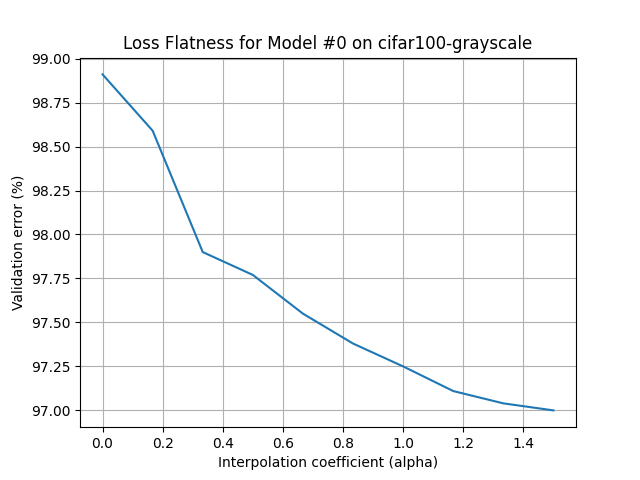 Loss Flatness for Model #0 on cifar100-grayscale
99.00
98.75
98.50
98.25
98.00
97.75
97.50
97.25
97.00
Validation error (%)
0.0 0.2 0.4 0.6 0.8 1.0 1.2 1.4
Interpolation coefficient (alpha)